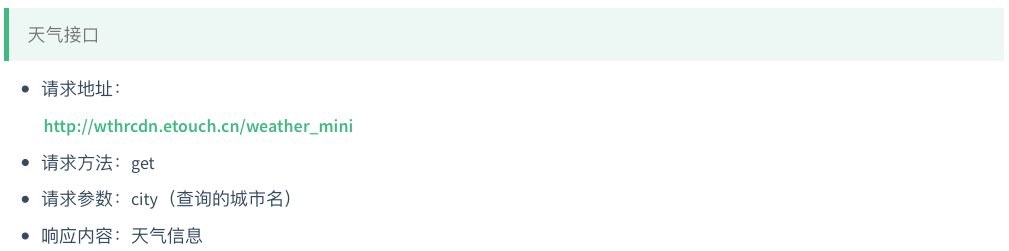 天气接口
请求地址：
http://wthrcdn.etouch.cn/weather_mini
请求方法：get
请求参数：city（查询的城市名）
响应内容：天气信息